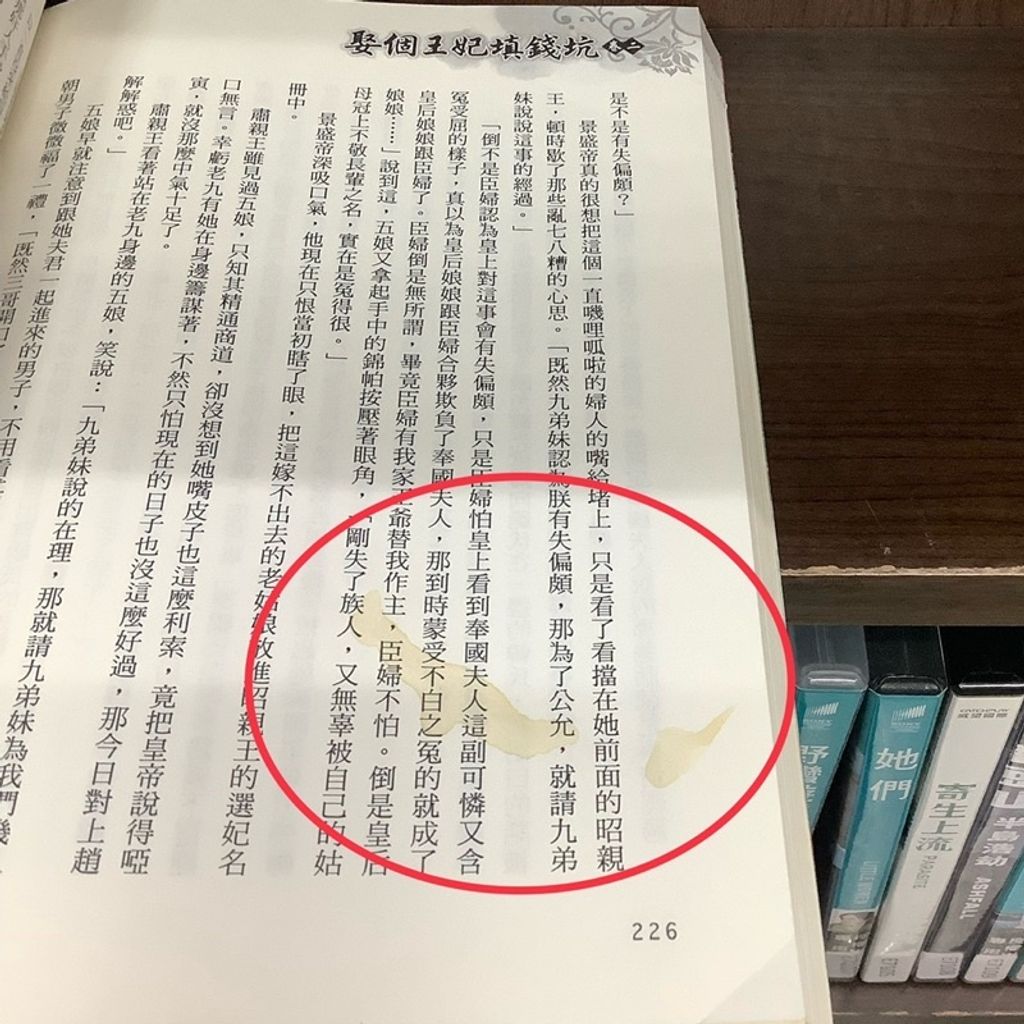 娶個王妃填錢坑 卷二
是不是有失偏頗？」
景盛帝真的很想把這個一直嘰哩呱啦的婦人的嘴給堵上，只是看了看擋在她前面的昭親
王，頓時歇了那些亂七八糟的心思。「既然九弟妹認為朕有失偏頗，那為了公允，就請九弟
妹說說這事的經過。」
「倒不是臣婦認為皇上對這事會有失偏頗，只是臣婦怕皇上看到奉國夫人這副可憐又含
冤受屈的樣子，真以為皇后娘娘跟臣婦合夥欺負了奉國夫人，那到時蒙受不白之冤的就成了
皇后娘娘跟臣婦了。臣婦倒是無所謂，畢竟臣婦有我家王爺替我作主，臣婦不怕。倒是皇后
娘娘……」說到這，五娘又拿起手中的錦帕按壓著眼角，「剛失了族人，又無辜被自己的姑
母冠上不敬長輩之名，實在是冤得很。」
景盛帝深吸口氣，他現在只恨當初瞎了眼，把這嫁不出去的老姑娘放進昭親王的選妃名
冊中。
肅親王雖見過五娘，只知其精通商道，卻沒想到她嘴皮子也這麼利索，竟把皇帝說得啞
口無言。幸虧老九有她在身邊籌謀著，不然只怕現在的日子也沒這麼好過，那今日對上趙
寅，就沒那麼中氣十足了。
肅親王看著站在老九身邊的五娘，笑說：「九弟妹說的在理，那就請九弟妹為我們
解解惑吧。」
五娘早就注意到跟她夫君一起進來的男子，不用看
朝男子微微福了一禮，「既然三哥開口了
226
她們
LITTLE WOMEN
寄生上流
PARASITE
半島浩劫
ASHFALL